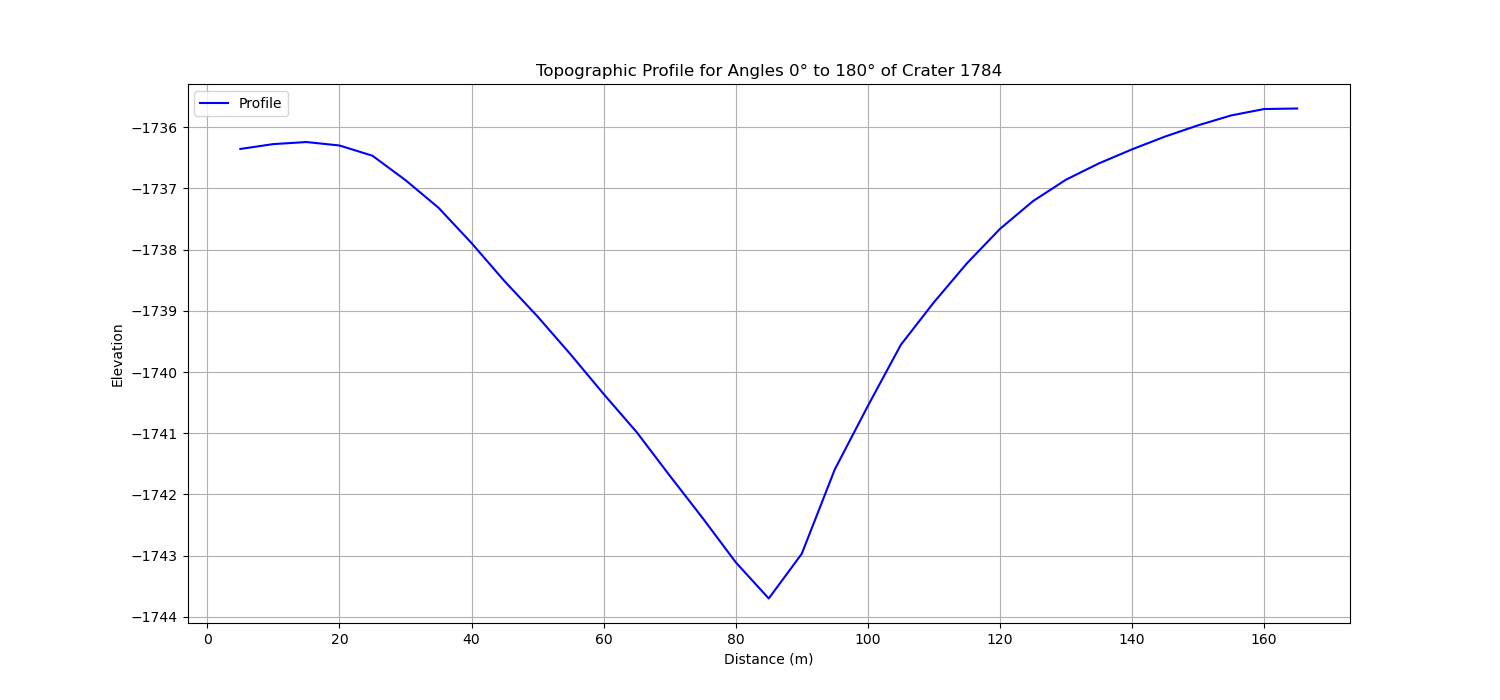 Topographic Profile for Angles 0° to 180° of Crater 1784
Profile
−1736
−1737
−1738
−1739
−1740
−1741
−1742
−1743
−1744
Elevation
0 20 40 60 80 100 120 140 160
Distance (m)